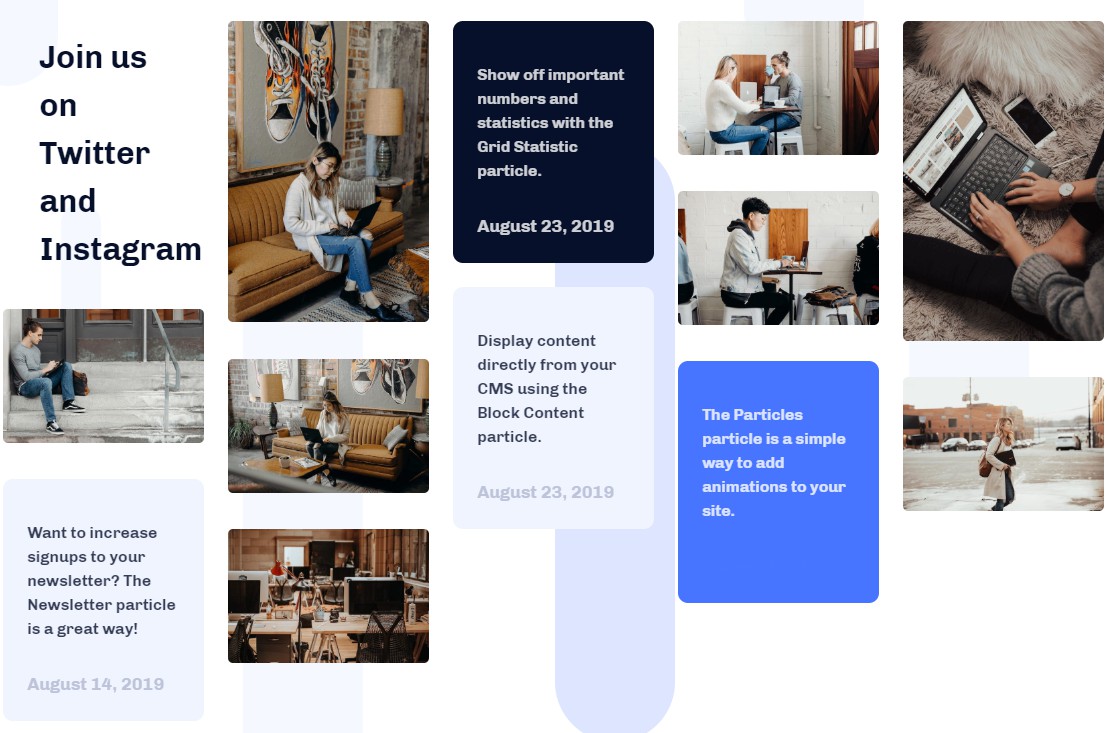 Join us
on
Twitter
and
Instagram
Want to increase
signups to your
newsletter? The
Newsletter particle
is a great way!
August 14, 2019
Show off important
numbers and
statistics with the
Grid Statistic
particle.
August 23, 2019
Display content
directly from your
CMS using the
Block Content
particle.
August 23, 2019
The Particles
particle is a simple
way to add
animations to your
site.